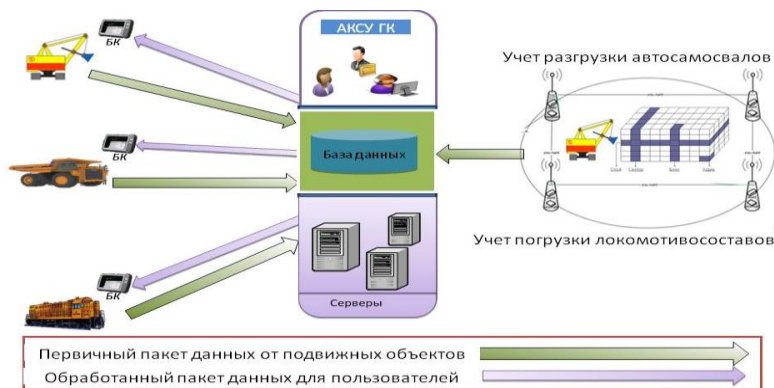 АКСУ ГК
БК
Учет разгрузки автосамосвалов
БК
База данных
Учет погрузки локомотивосоставов
БК
Серверы
Первичный пакет данных от подвижных объектов
Обработанный пакет данных для пользователей